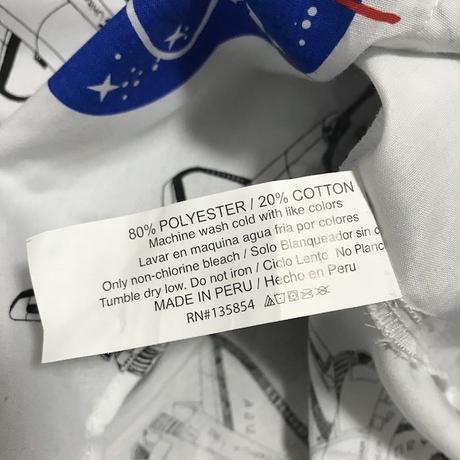 80% POLYESTER / 20% COTTON
Machine wash cold with like colors
Lavar en maquina agua fria por colores
Only non-chlorine bleach / Solo Blanqueador sin c
Tumble dry low. Do not iron / Ciclo Lento No Planc
MADE IN PERU / Hecho en Peru
RN#135854